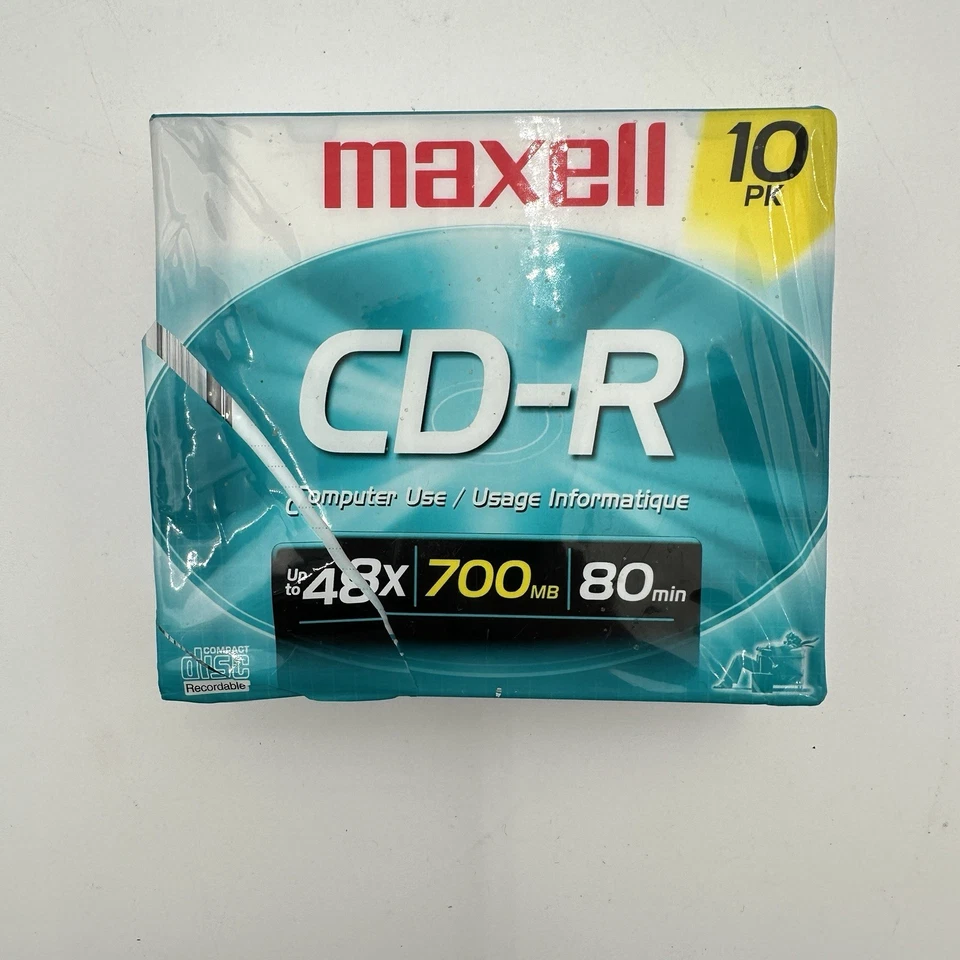 maxell
10
PK
CD-R
Computer Use / Usage Informatique
Up to 48X 700MB 80min
COMPACT
disc
Recordable